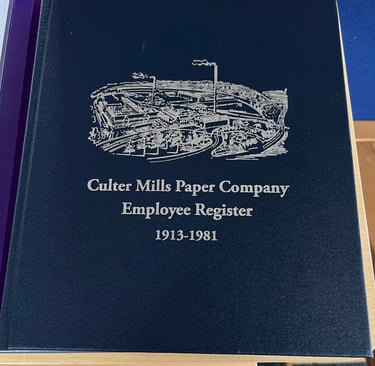 Culter Mills Paper Company
Employee Register
1913-1981